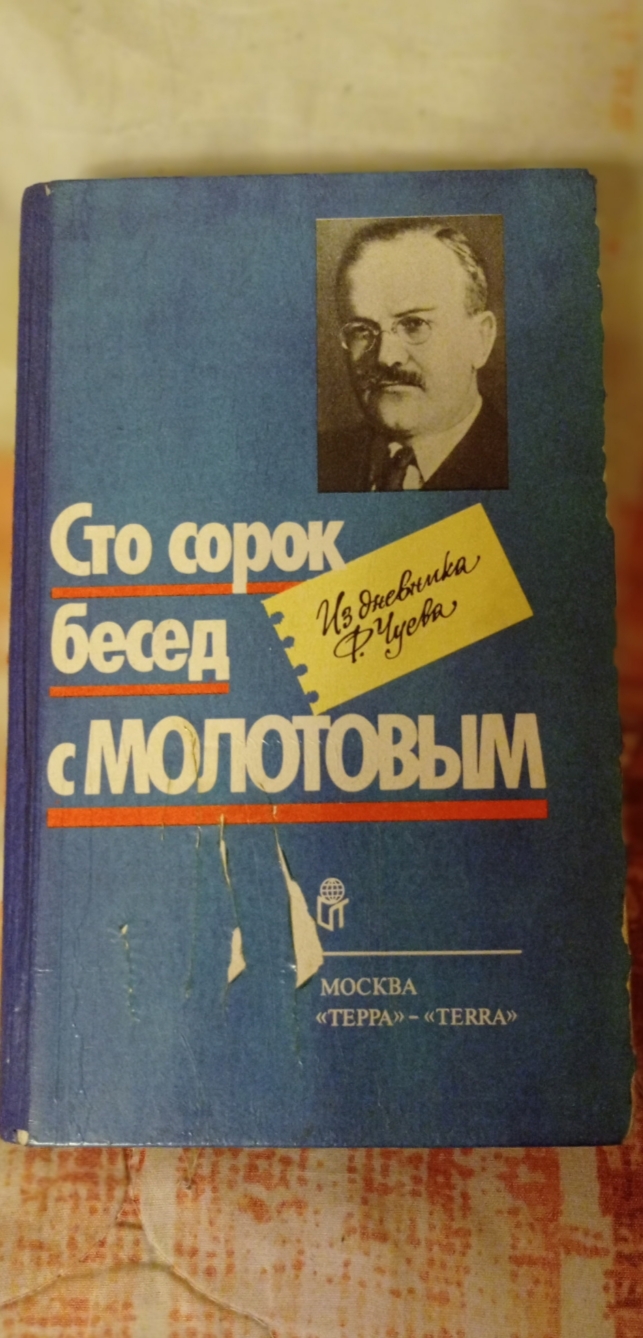 Сто сорок
бесед
с МОЛОТОВЫМ
Из дневника
Ф. Чуева
МОСКВА
«ТЕРРА» – «TERRA»